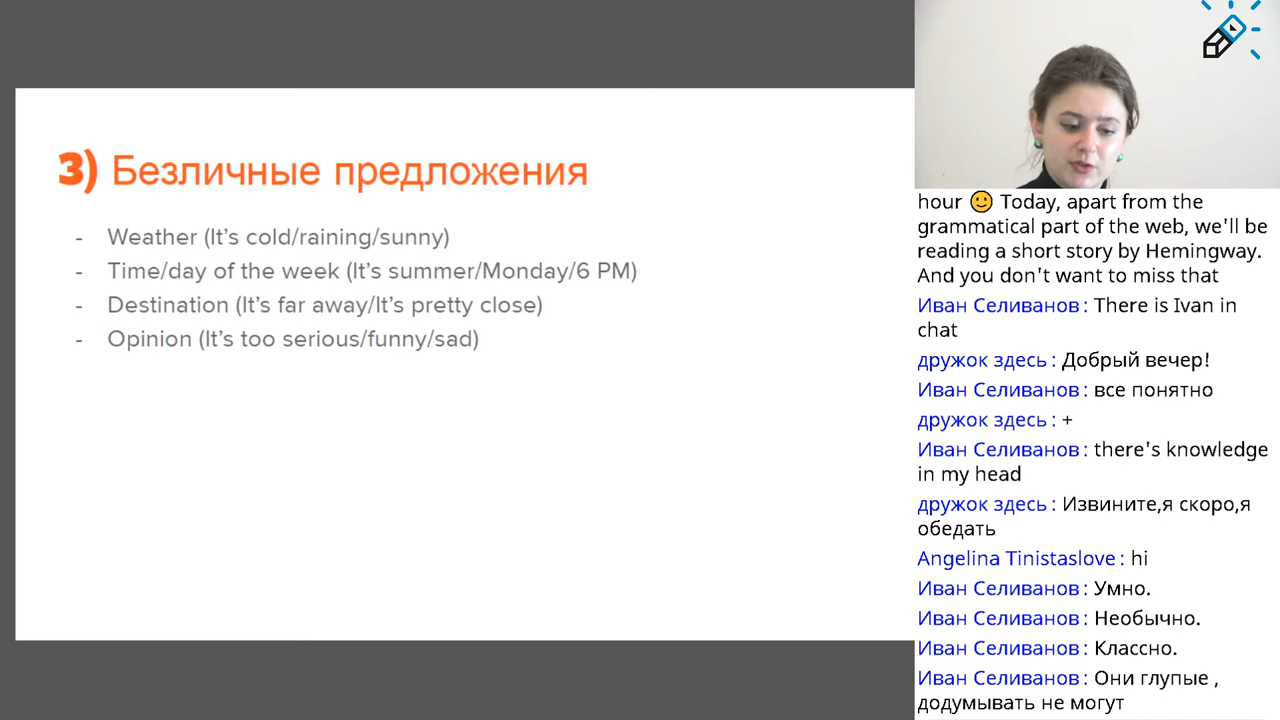 3) Безличные предложения
- Weather (It's cold/raining/sunny)
- Time/day of the week (It's summer/Monday/6 PM)
- Destination (It's far away/It's pretty close)
- Opinion (It's too serious/funny/sad)
hour 🙂 Today, apart from the
grammatical part of the web, we'll be
reading a short story by Hemingway.
And you don't want to miss that
Иван Селиванов: There is Ivan in
chat
дружок здесь: Добрый вечер!
Иван Селиванов: все понятно
дружок здесь: +
Иван Селиванов: there's knowledge
in my head
дружок здесь: Извините,я скоро,я
обедать
Angelina Tinistaslove: hi
Иван Селиванов: Умно.
Иван Селиванов: Необычно.
Иван Селиванов: Классно.
Иван Селиванов: Они глупые ,
додумывать не могут